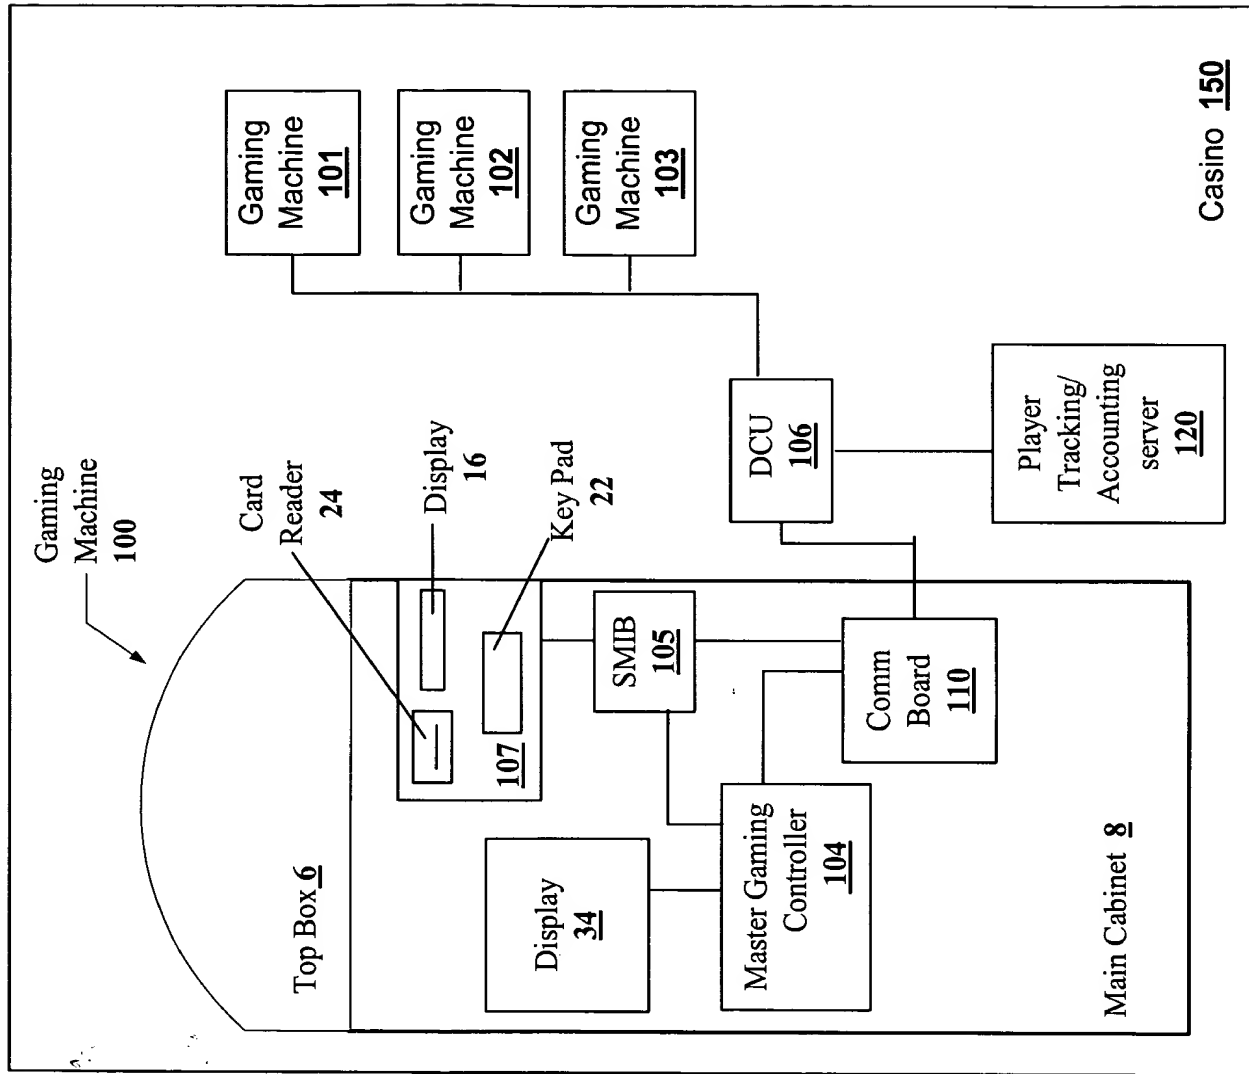 Gaming
Machine
100
Card
Reader
24
Display
16
Key Pad
22
Gaming
Machine
101
Gaming
Machine
102
Gaming
Machine
103
Top Box 6
107
SMIB
105
DCU
106
Display
34
Master Gaming
Controller
104
Comm
Board
110
Player
Tracking/
Accounting
server
120
Main Cabinet 8
Casino 150